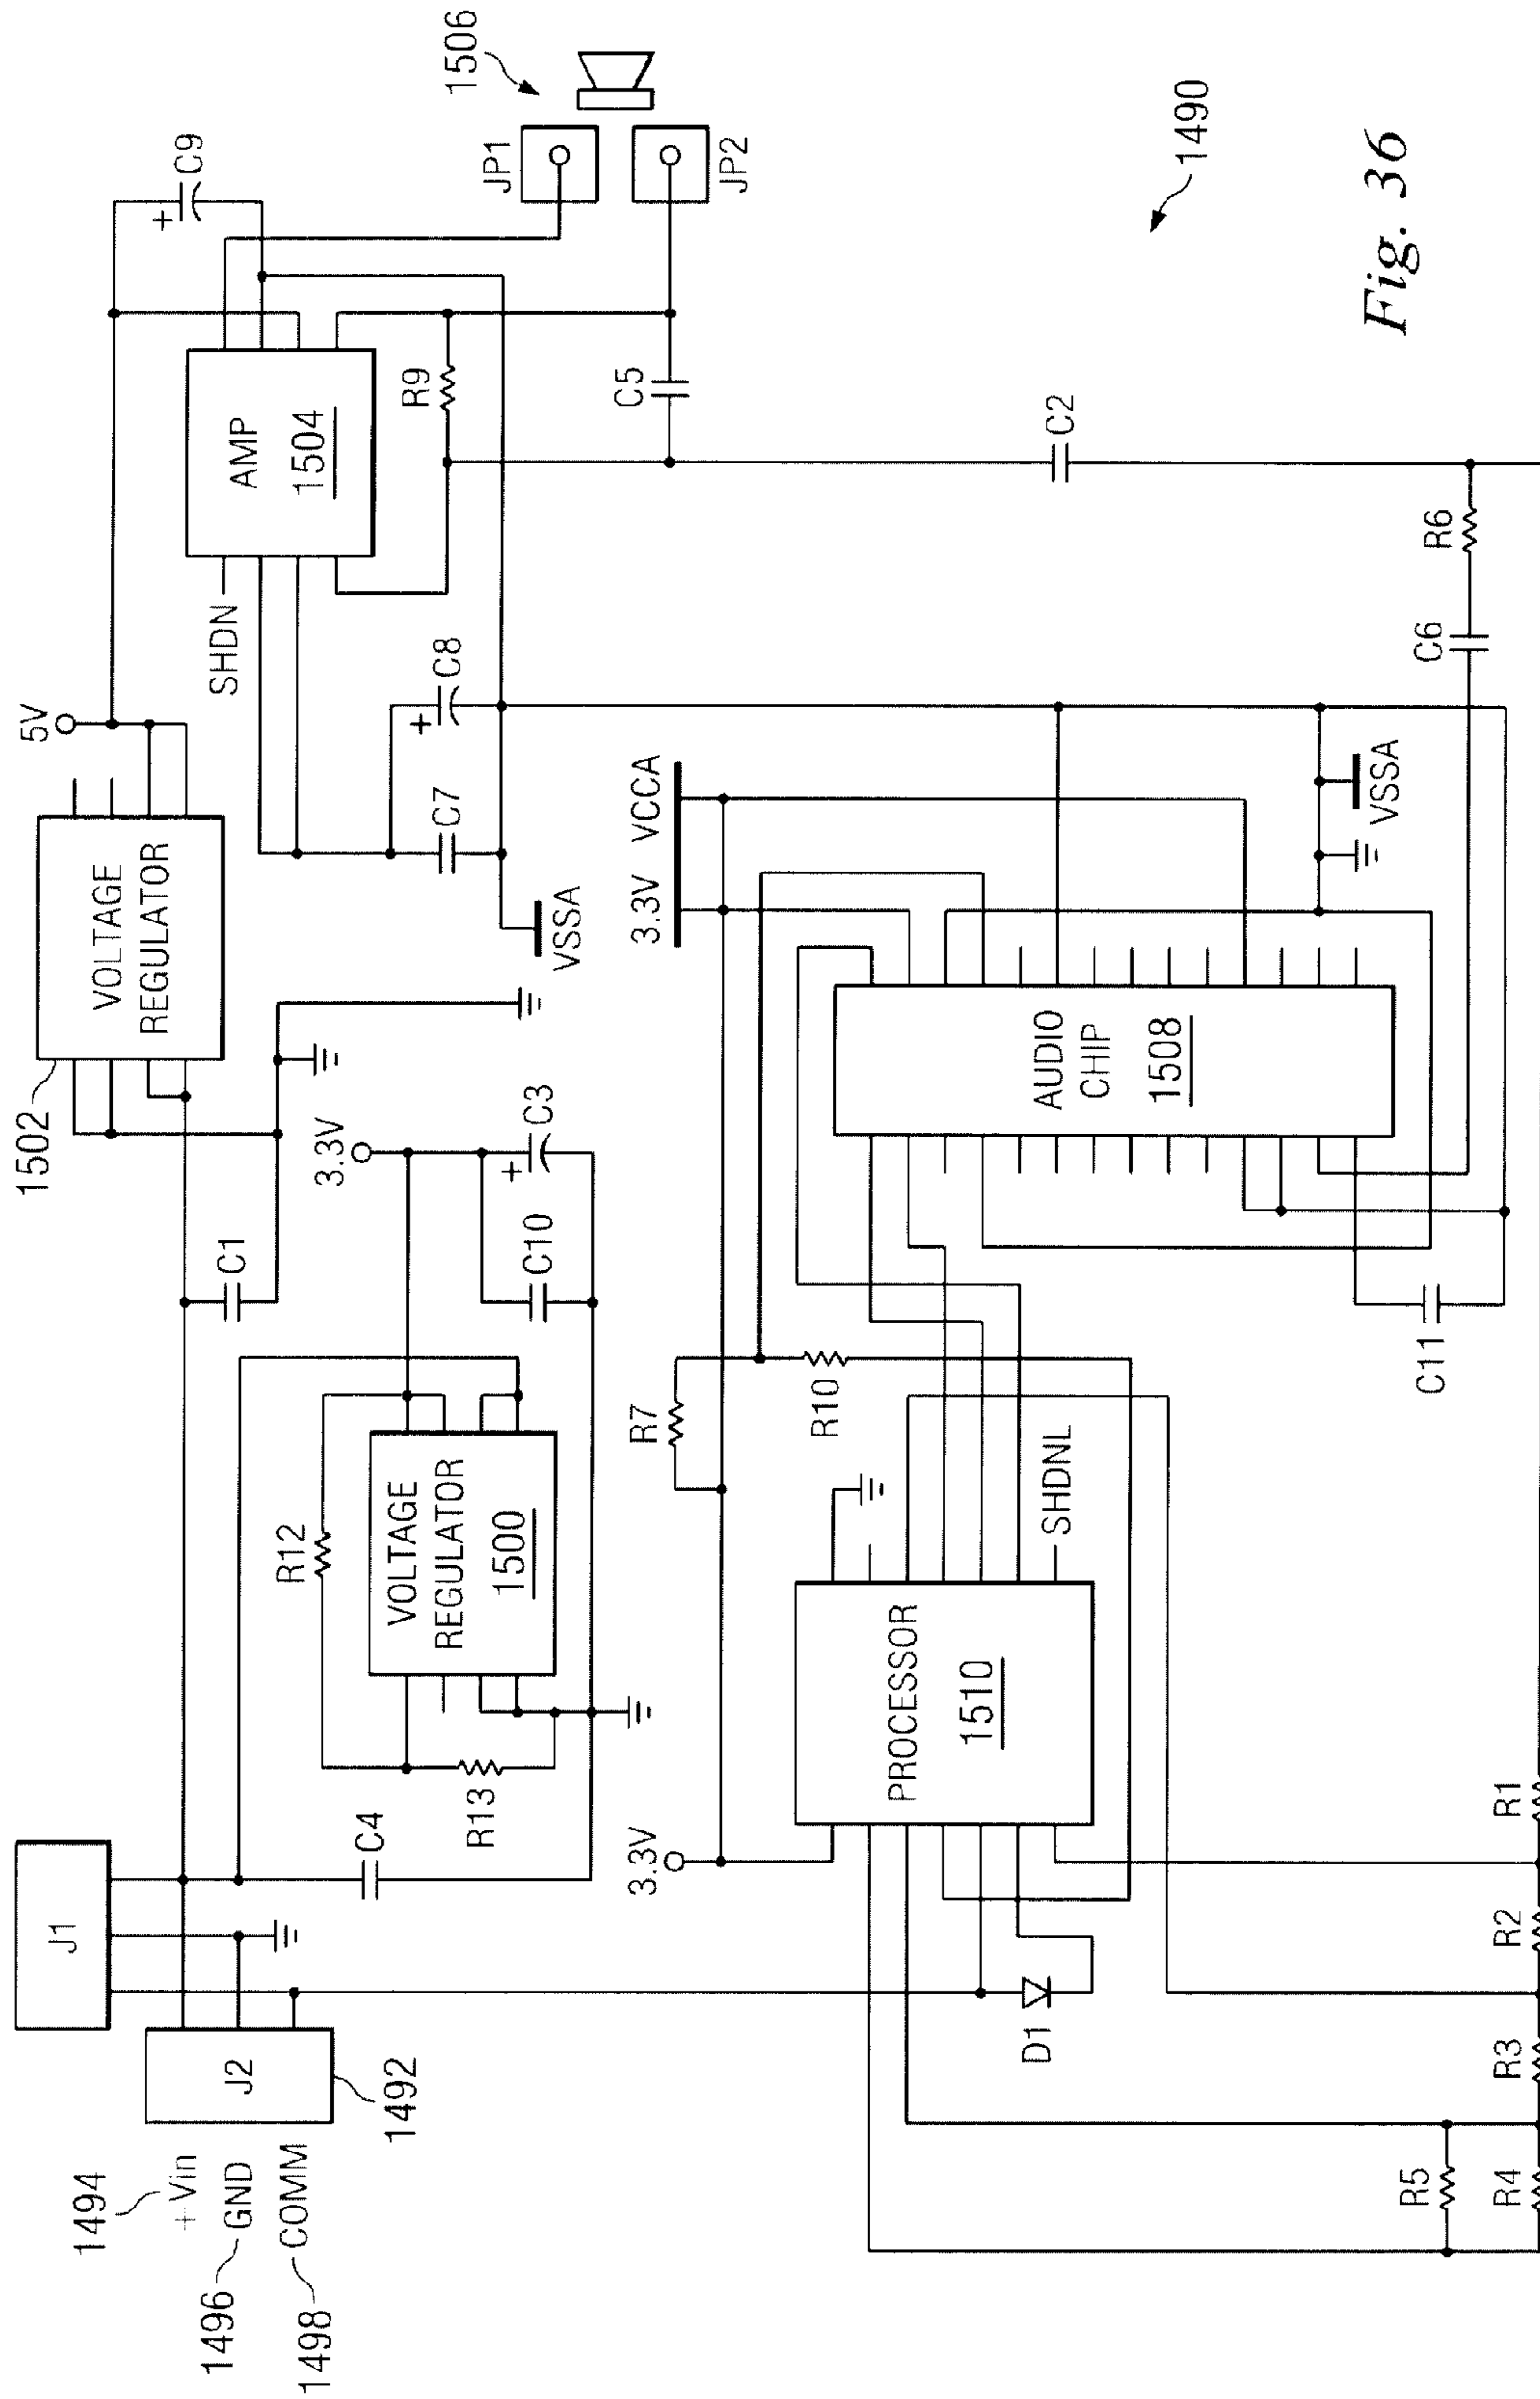 J1
J2
1492
1494
+Vin
1496
GND
1498
COMM
C4
R12
R13
VOLTAGE
REGULATOR
1500
C1
3.3V
C10
+
C3
1502
VOLTAGE
REGULATOR
5V
VSSA
C7
+
C8
SHDN
AMP
1504
+
C9
R9
C5
JP1
JP2
1506
3.3V
D1
PROCESSOR
1510
SHDNL
R7
R10
3.3V VCCA
AUDIO
CHIP
1508
VSSA
C11
C6
R6
C2
R5
R4
R3
R2
R1
1490
Fig. 36